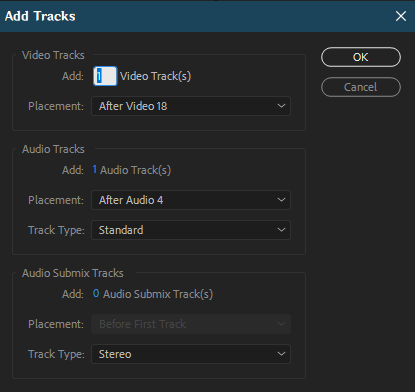 Add Tracks
Video Tracks
OK
Add: 1 Video Track(s)
Cancel
Placement: After Video 18
Audio Tracks
Add: 1 Audio Track(s)
Placement: After Audio 4
Track Type: Standard
Audio Submix Tracks
Add: 0 Audio Submix Track(s)
Placement: Before First Track
Track Type: Stereo